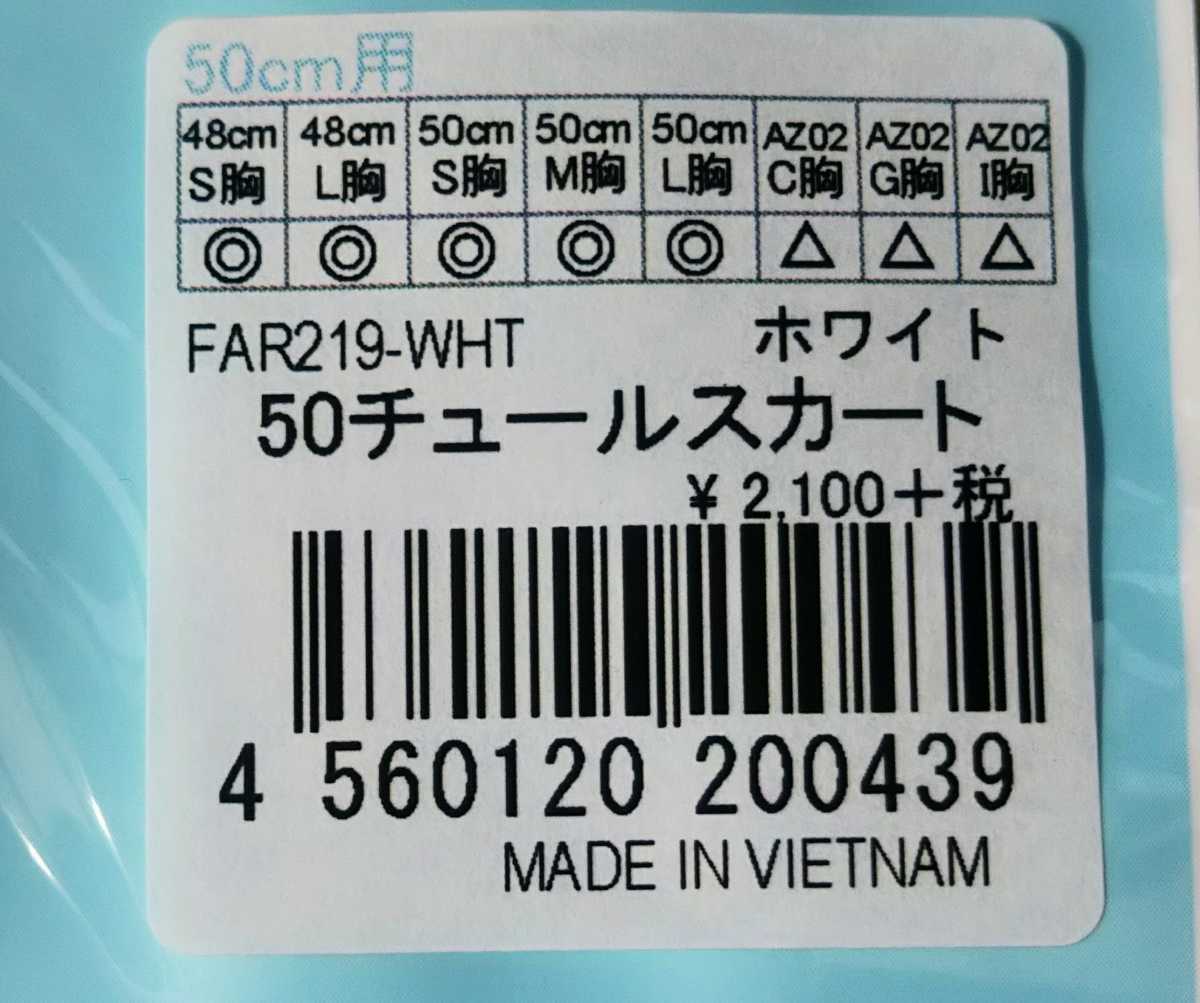 50cm用
48cm 48cm 50cm 50cm 50cm AZ02 AZ02 AZ02
S胸 L胸 S胸 M胸 L胸 C胸 G胸 I胸
◎ ◎ ◎ ◎ ◎ △ △ △
FAR219-WHT ホワイト
50チュールスカート
¥ 2,100+税
4 560120 200439
MADE IN VIETNAM